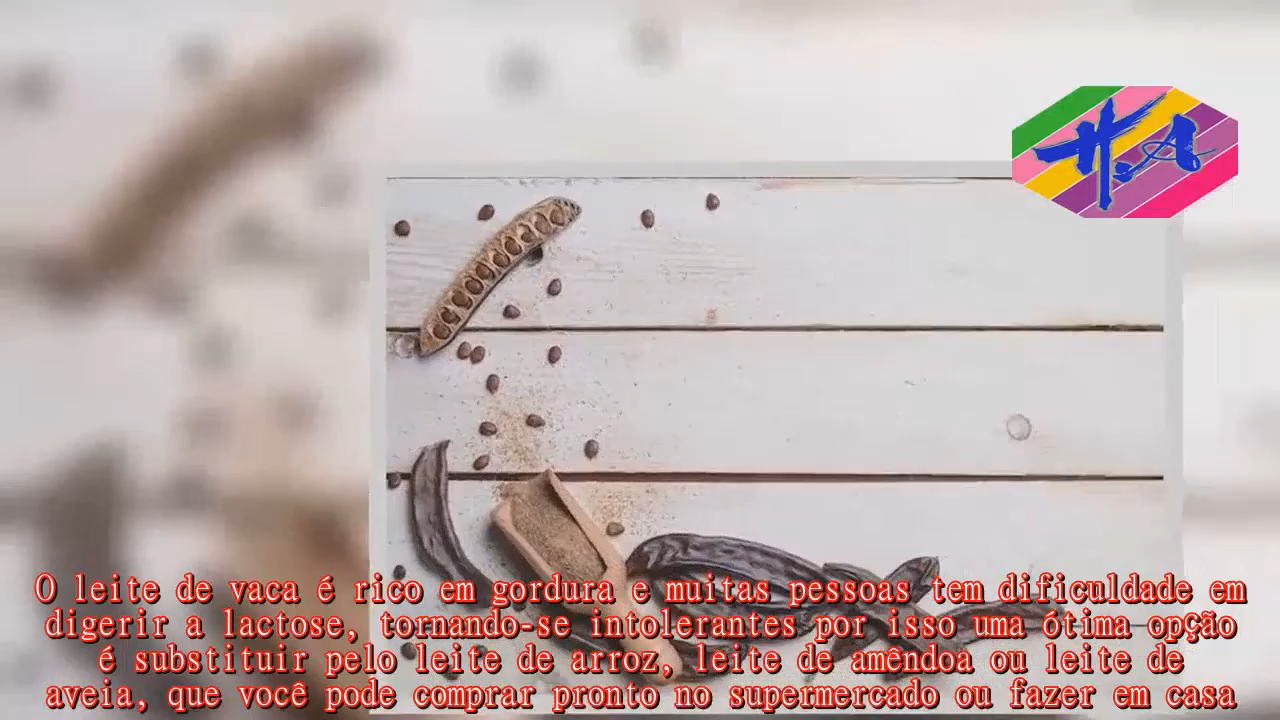 H.A
O leite de vaca é rico em gordura e muitas pessoas tem dificuldade em
digerir a lactose, tornando-se intolerantes por isso uma ótima opção
é substituir pelo leite de arroz, leite de amêndoa ou leite de
aveia, que você pode comprar pronto no supermercado ou fazer em casa